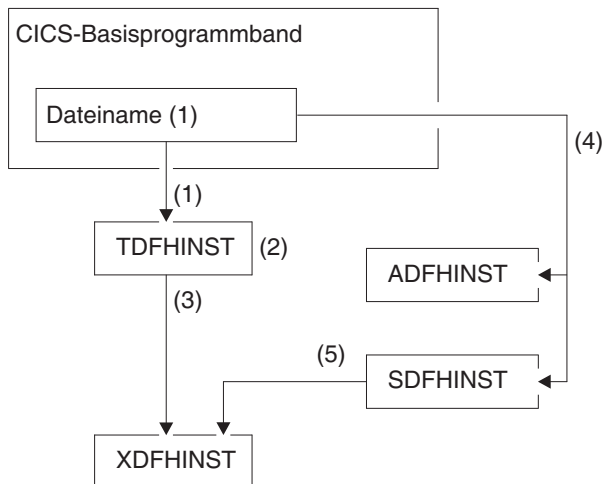 CICS-Basisprogrammband
Dateiname (1)
(4)
(1)
TDFHINST
(2)
ADFHINST
(3)
(5)
SDFHINST
XDFHINST